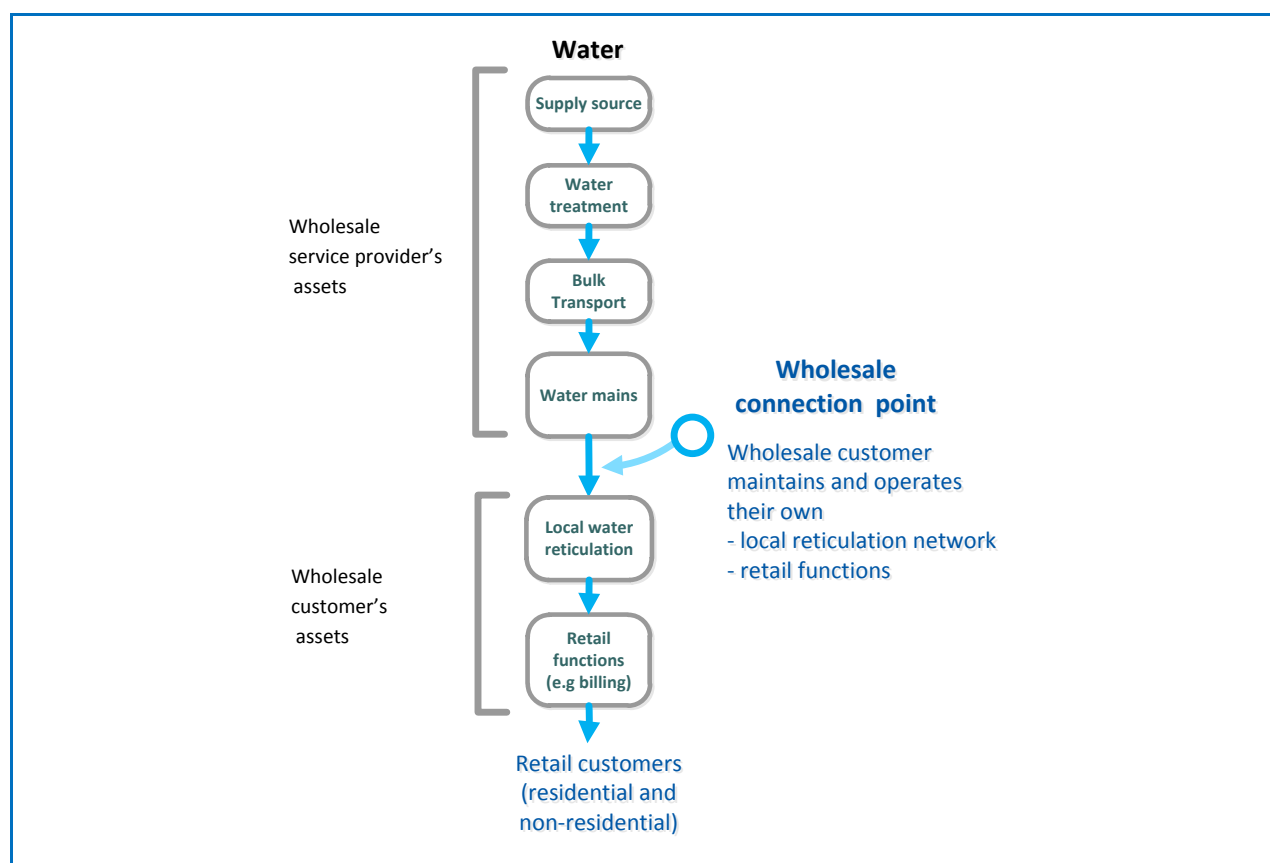 Water
Supply source
Water
treatment
Wholesale
service provider's
assets
Bulk
Transport
Water mains
Wholesale
connection point
Wholesale customer
maintains and operates
their own
- local reticulation network
- retail functions
Local water
reticulation
Wholesale
customer's
assets
Retail
functions
(e.g billing)
Retail customers
(residential and
non-residential)